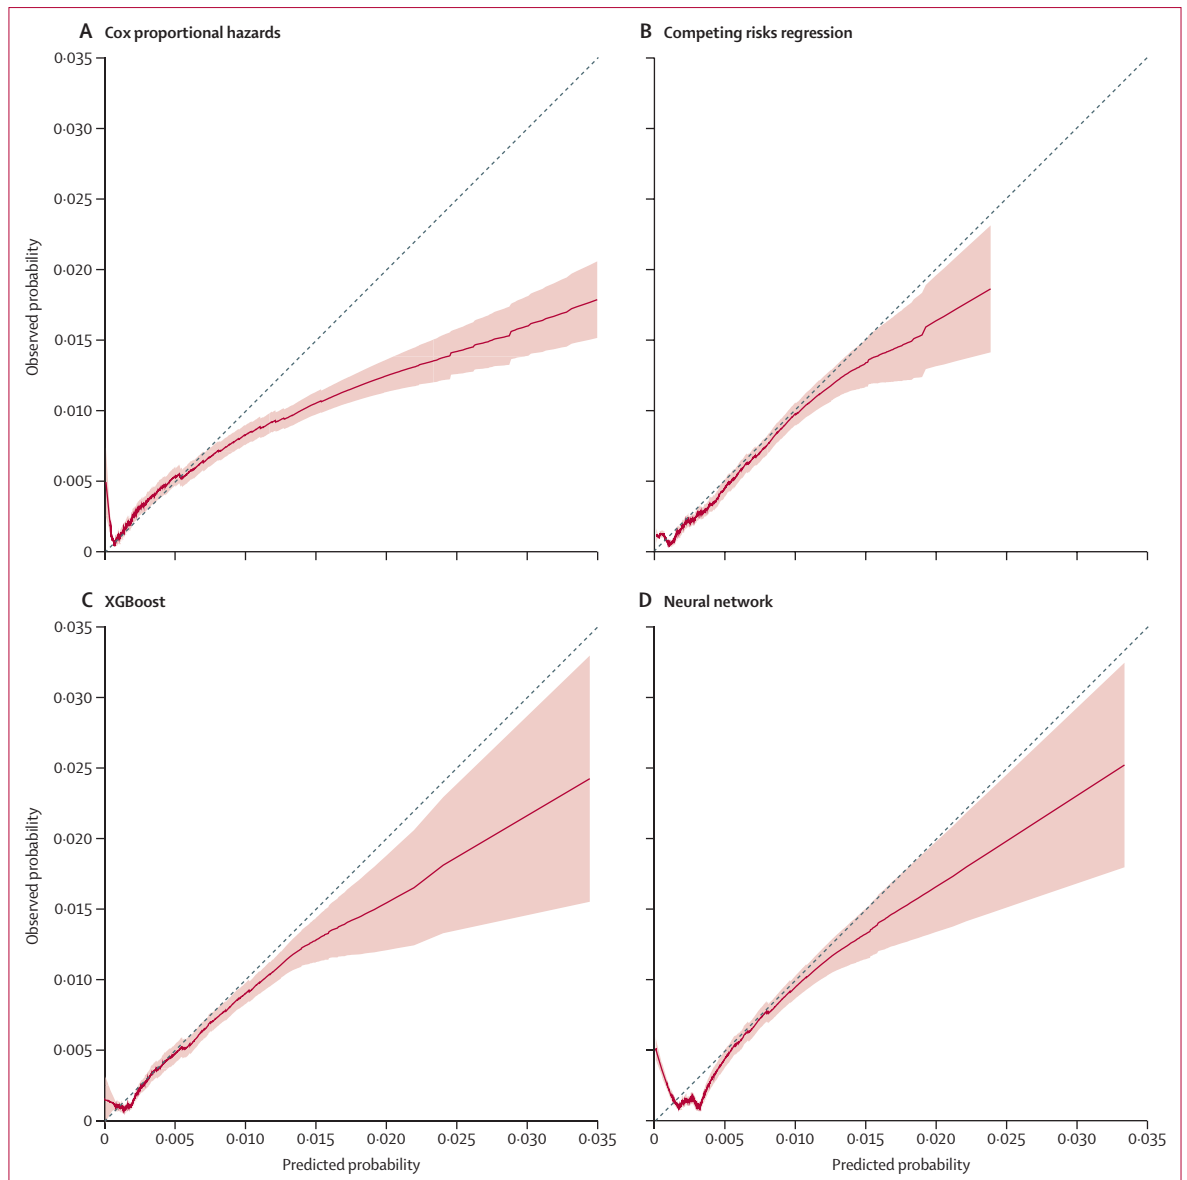 A Cox proportional hazards
B Competing risks regression
0·035
0·030
0·025
0·020
0·015
0·010
0·005
0
Observed probability
C XGBoost
D Neural network
0·035
0·030
0·025
0·020
0·015
0·010
0·005
0
Observed probability
0 0·005 0·010 0·015 0·020 0·025 0·030 0·035
Predicted probability
0 0·005 0·010 0·015 0·020 0·025 0·030 0·035
Predicted probability